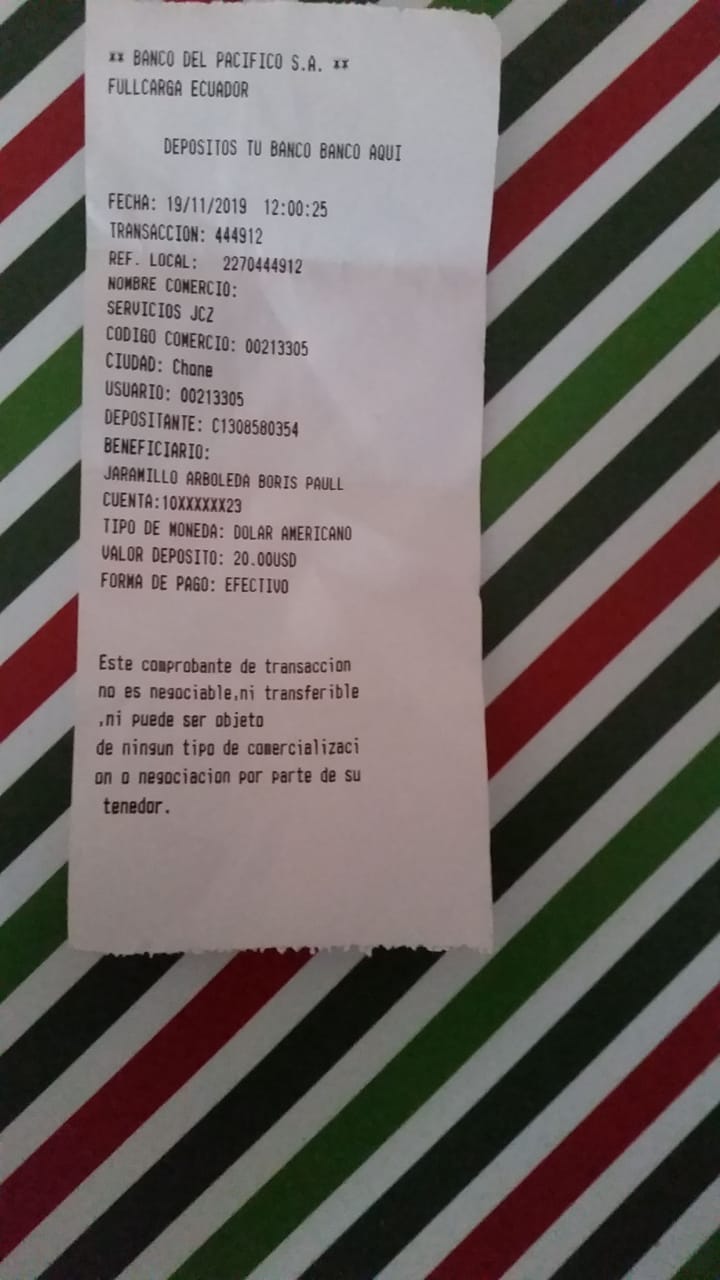 ** BANCO DEL PACIFICO S.A. **
FULLCARGA ECUADOR
DEPOSITOS TU BANCO BANCO AQUI
FECHA: 19/11/2019 12:00:25
TRANSACCION: 444912
REF. LOCAL: 2270444912
NOMBRE COMERCIO:
SERVICIOS JCZ
CODIGO COMERCIO: 00213305
CIUDAD: Chone
USUARIO: 00213305
DEPOSITANTE: C1308580354
BENEFICIARIO:
JARAMILLO ARBOLEDA BORIS PAULL
CUENTA:10XXXXXX23
TIPO DE MONEDA: DOLAR AMERICANO
VALOR DEPOSITO: 20.00USD
FORMA DE PAGO: EFECTIVO
Este comprobante de transaccion
no es negociable,ni transferible
,ni puede ser objeto
de ningun tipo de comercializaci
on o negociacion por parte de su
tenedor.